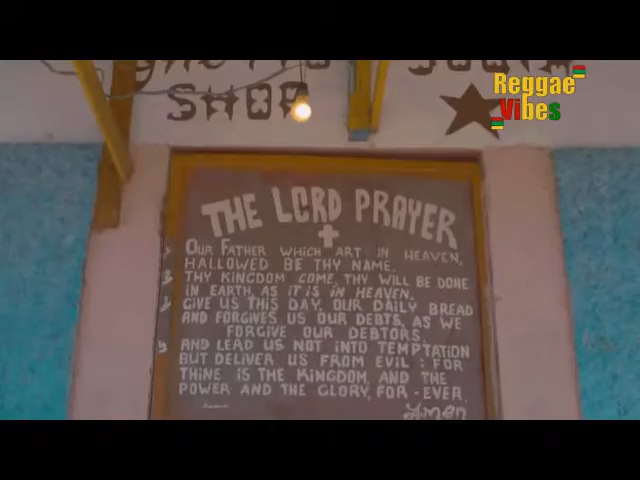 GHETTO YOUTH
SHOP
Reggae
Vibes
THE LORD PRAYER
OUR FATHER WHICH ART IN HEAVEN,
HALLOWED BE THY NAME.
THY KINGDOM COME, THY WILL BE DONE
IN EARTH, AS IT IS IN HEAVEN.
GIVE US THIS DAY, OUR DAILY BREAD
AND FORGIVES US OUR DEBTS, AS WE
FORGIVE OUR DEBTORS.
AND LEAD US NOT INTO TEMPTATION
BUT DELIVER US FROM EVIL: FOR
THINE IS THE KINGDOM, AND THE
POWER AND THE GLORY, FOR-EVER.
Amen